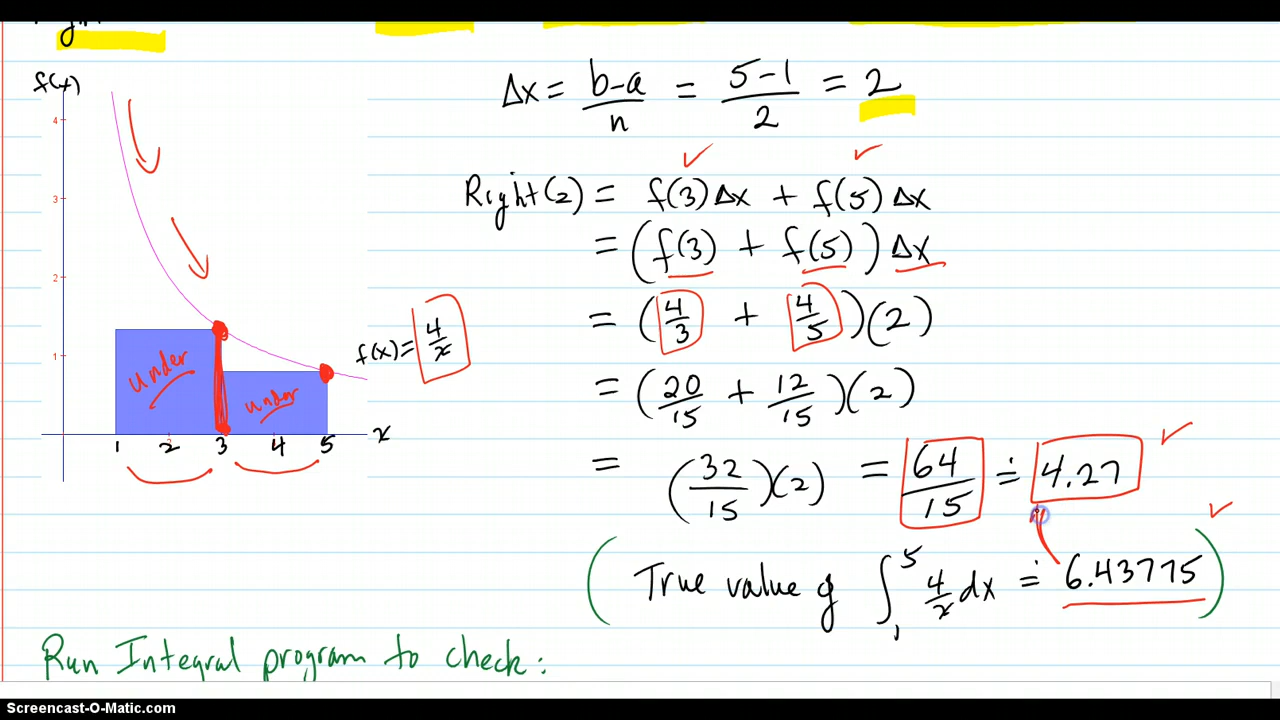 f(x)
4
3
2
1
under
under
1 2 3 4 5 x
f(x) = 4/x
Δx = b-a/n = 5-1/2 = 2
Right(2) = f(3)Δx + f(5)Δx
= (f(3) + f(5))Δx
= (4/3 + 4/5)(2)
= (20/15 + 12/15)(2)
= (32/15)(2) = 64/15 ≐ 4.27
(True value of ∫₁⁵ 4/x dx ≐ 6.43775)
Run Integral program to check:
Screencast-O-Matic.com